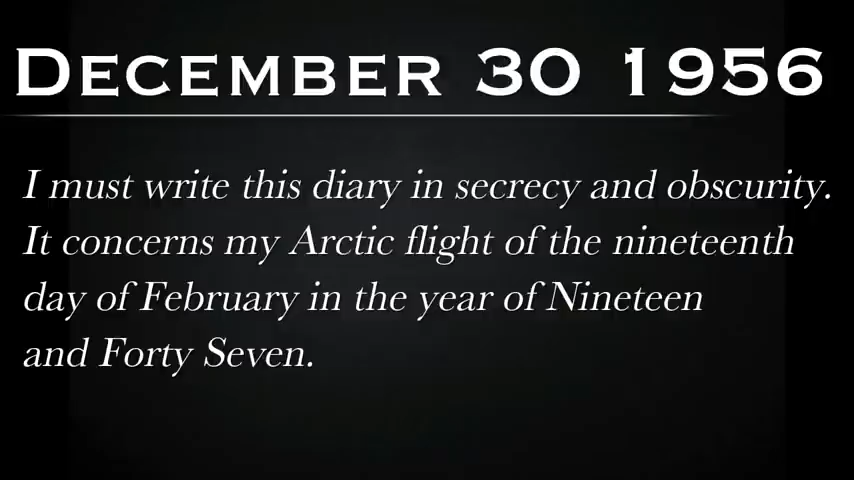 DECEMBER 30 1956
I must write this diary in secrecy and obscurity.
It concerns my Arctic flight of the nineteenth
day of February in the year of Nineteen
and Forty Seven.